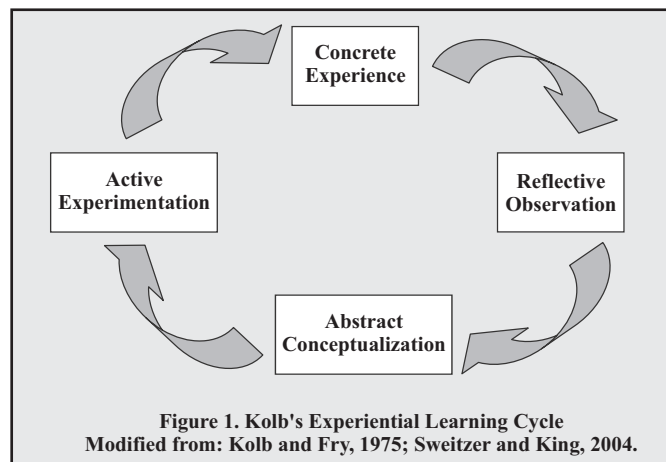 Concrete
Experience
Active
Experimentation
Reflective
Observation
Abstract
Conceptualization
Figure 1. Kolb's Experiential Learning Cycle
Modified from: Kolb and Fry, 1975; Sweitzer and King, 2004.